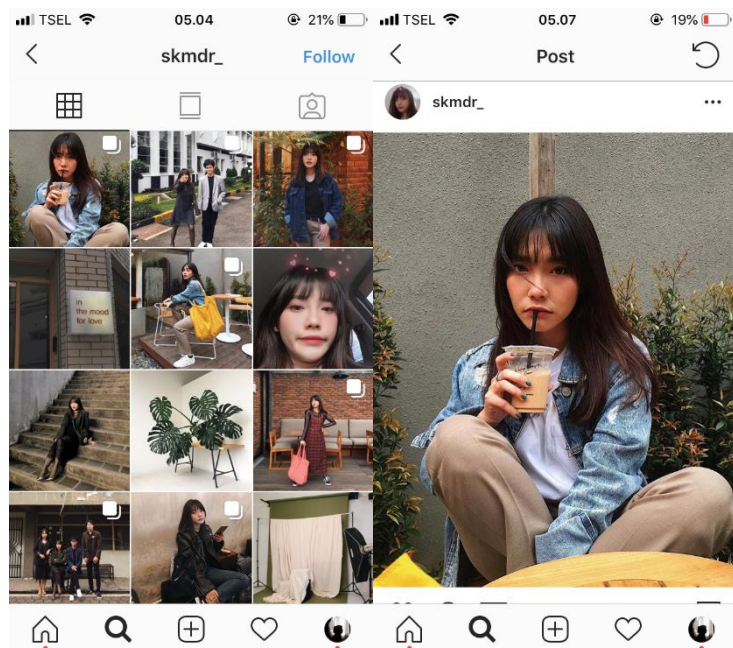 TSEL 05.04 21%
skmdr_ Follow
in
the mood
for love
TSEL 05.07 19%
Post
skmdr_